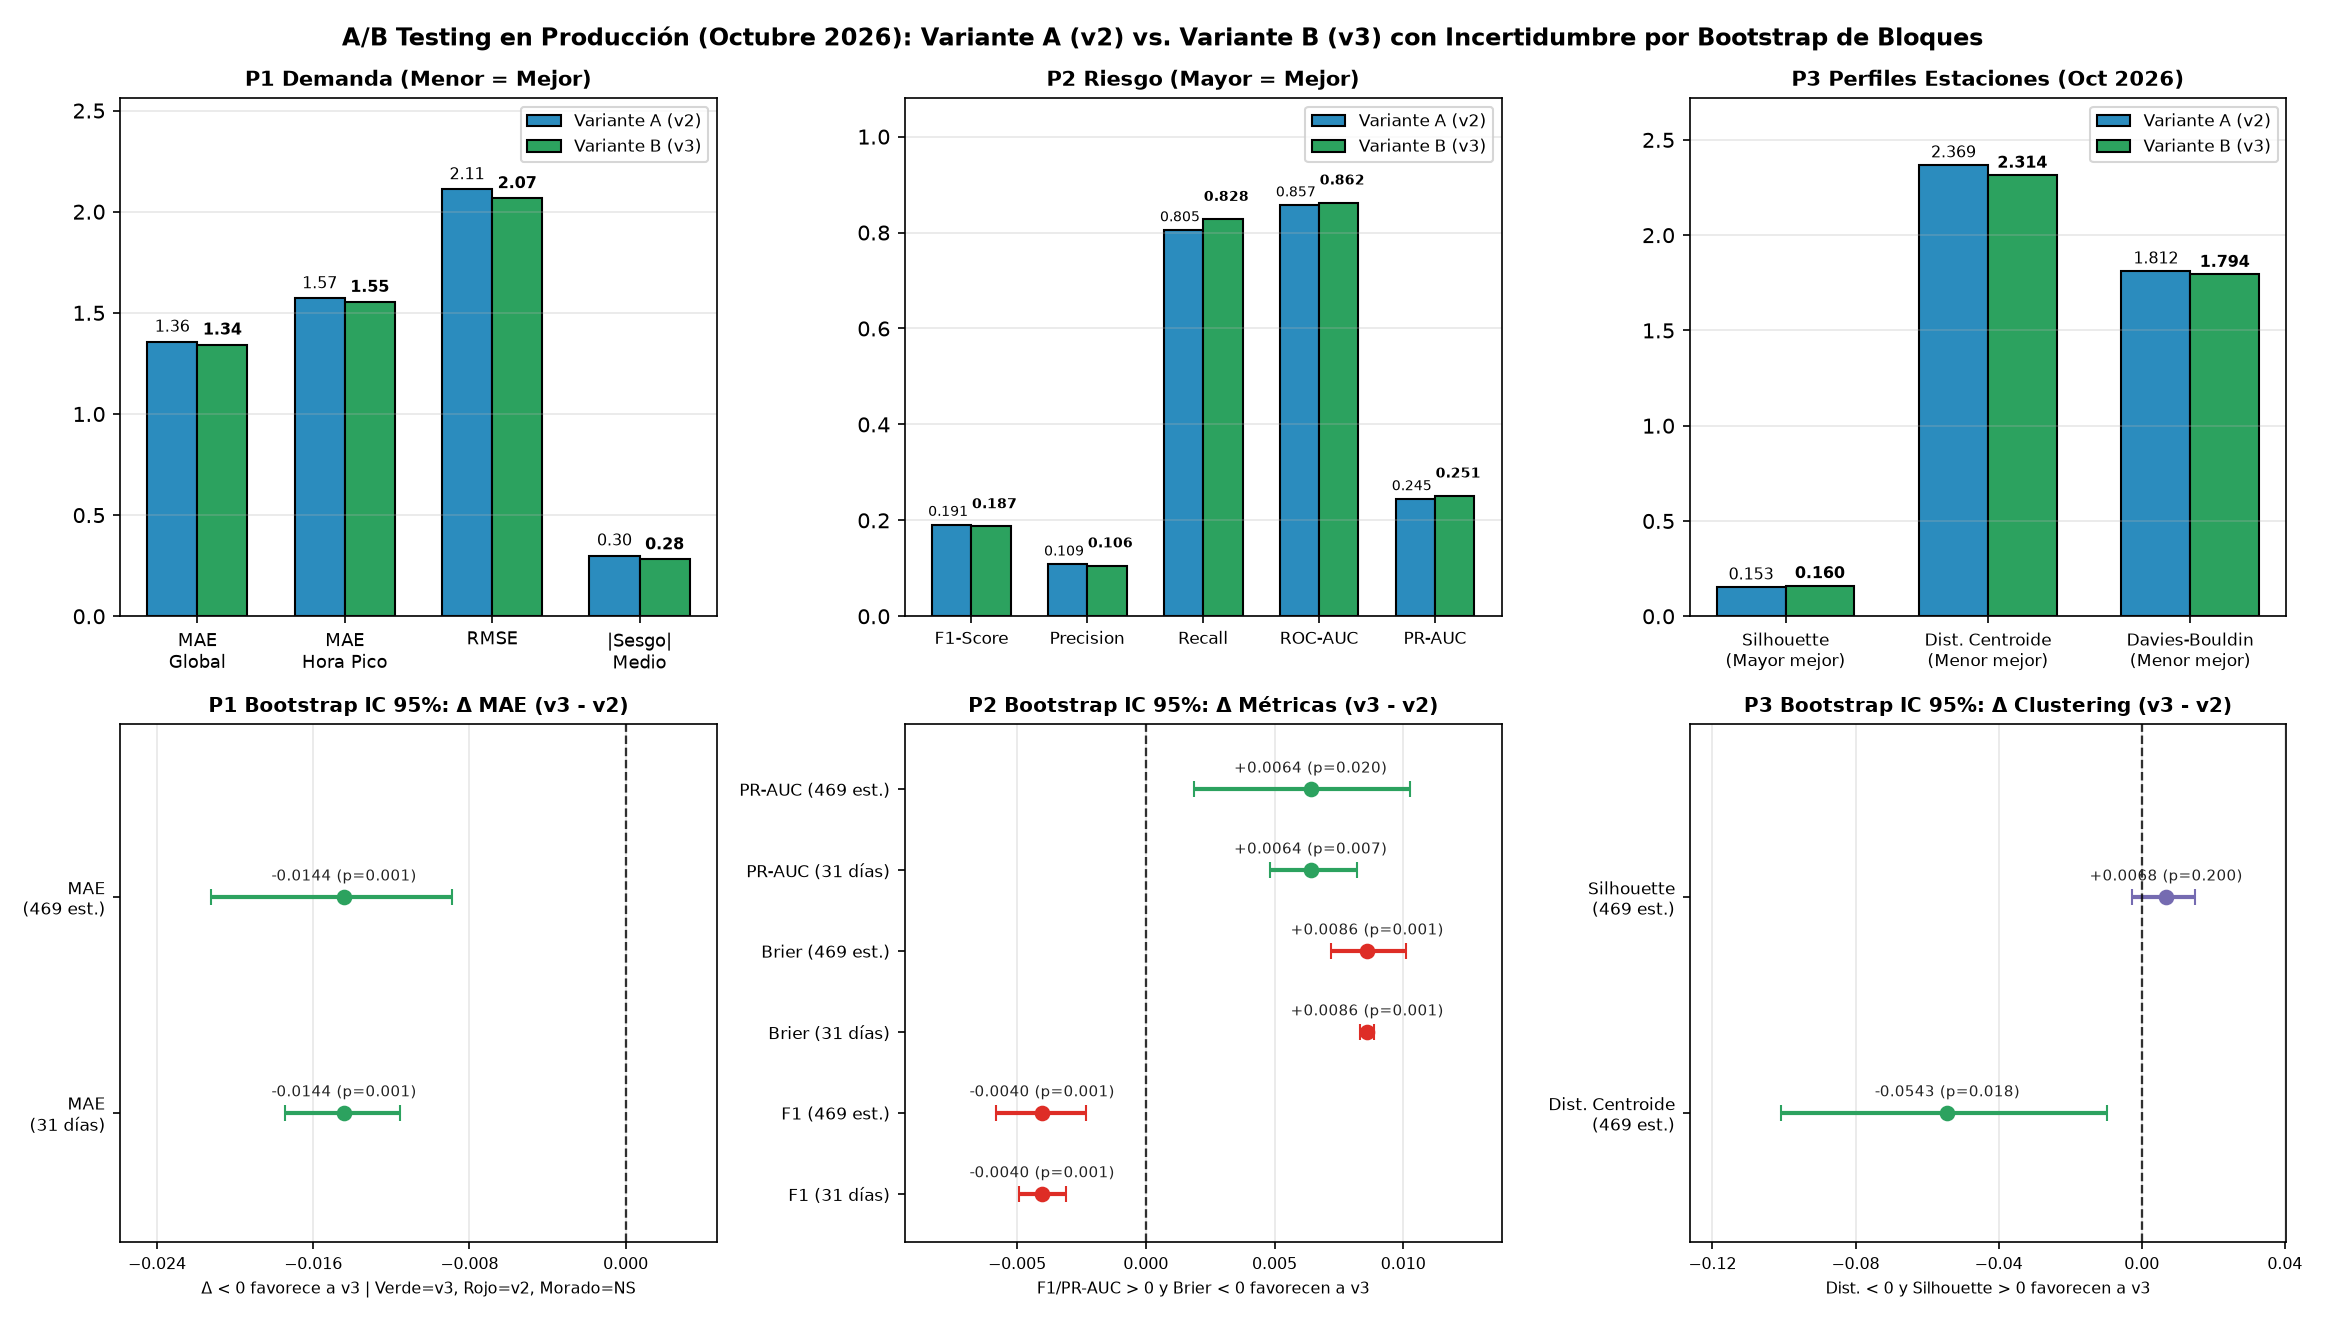 A/B Testing en Producción (Octubre 2026): Variante A (v2) vs. Variante B (v3) con Incertidumbre por Bootstrap de Bloques
P1 Demanda (Menor = Mejor)
Variante A (v2)
Variante B (v3)
2.5
2.0
1.5
1.0
0.5
0.0
1.36
1.34
1.57
1.55
2.11
2.07
0.30
0.28
MAE
Global
MAE
Hora Pico
RMSE
|Sesgo|
Medio
P2 Riesgo (Mayor = Mejor)
Variante A (v2)
Variante B (v3)
1.0
0.8
0.6
0.4
0.2
0.0
0.191
0.187
0.109
0.106
0.805
0.828
0.857
0.862
0.245
0.251
F1-Score
Precision
Recall
ROC-AUC
PR-AUC
P3 Perfiles Estaciones (Oct 2026)
Variante A (v2)
Variante B (v3)
2.5
2.0
1.5
1.0
0.5
0.0
0.153
0.160
2.369
2.314
1.812
1.794
Silhouette
(Mayor mejor)
Dist. Centroide
(Menor mejor)
Davies-Bouldin
(Menor mejor)
P1 Bootstrap IC 95%: Δ MAE (v3 - v2)
MAE
(469 est.)
-0.0144 (p=0.001)
MAE
(31 días)
-0.0144 (p=0.001)
−0.024
−0.016
−0.008
0.000
Δ < 0 favorece a v3 | Verde=v3, Rojo=v2, Morado=NS
P2 Bootstrap IC 95%: Δ Métricas (v3 - v2)
PR-AUC (469 est.)
+0.0064 (p=0.020)
PR-AUC (31 días)
+0.0064 (p=0.007)
Brier (469 est.)
+0.0086 (p=0.001)
Brier (31 días)
+0.0086 (p=0.001)
F1 (469 est.)
-0.0040 (p=0.001)
F1 (31 días)
-0.0040 (p=0.001)
−0.005
0.000
0.005
0.010
F1/PR-AUC > 0 y Brier < 0 favorecen a v3
P3 Bootstrap IC 95%: Δ Clustering (v3 - v2)
Silhouette
(469 est.)
+0.0068 (p=0.200)
Dist. Centroide
(469 est.)
-0.0543 (p=0.018)
−0.12
−0.08
−0.04
0.00
0.04
Dist. < 0 y Silhouette > 0 favorecen a v3